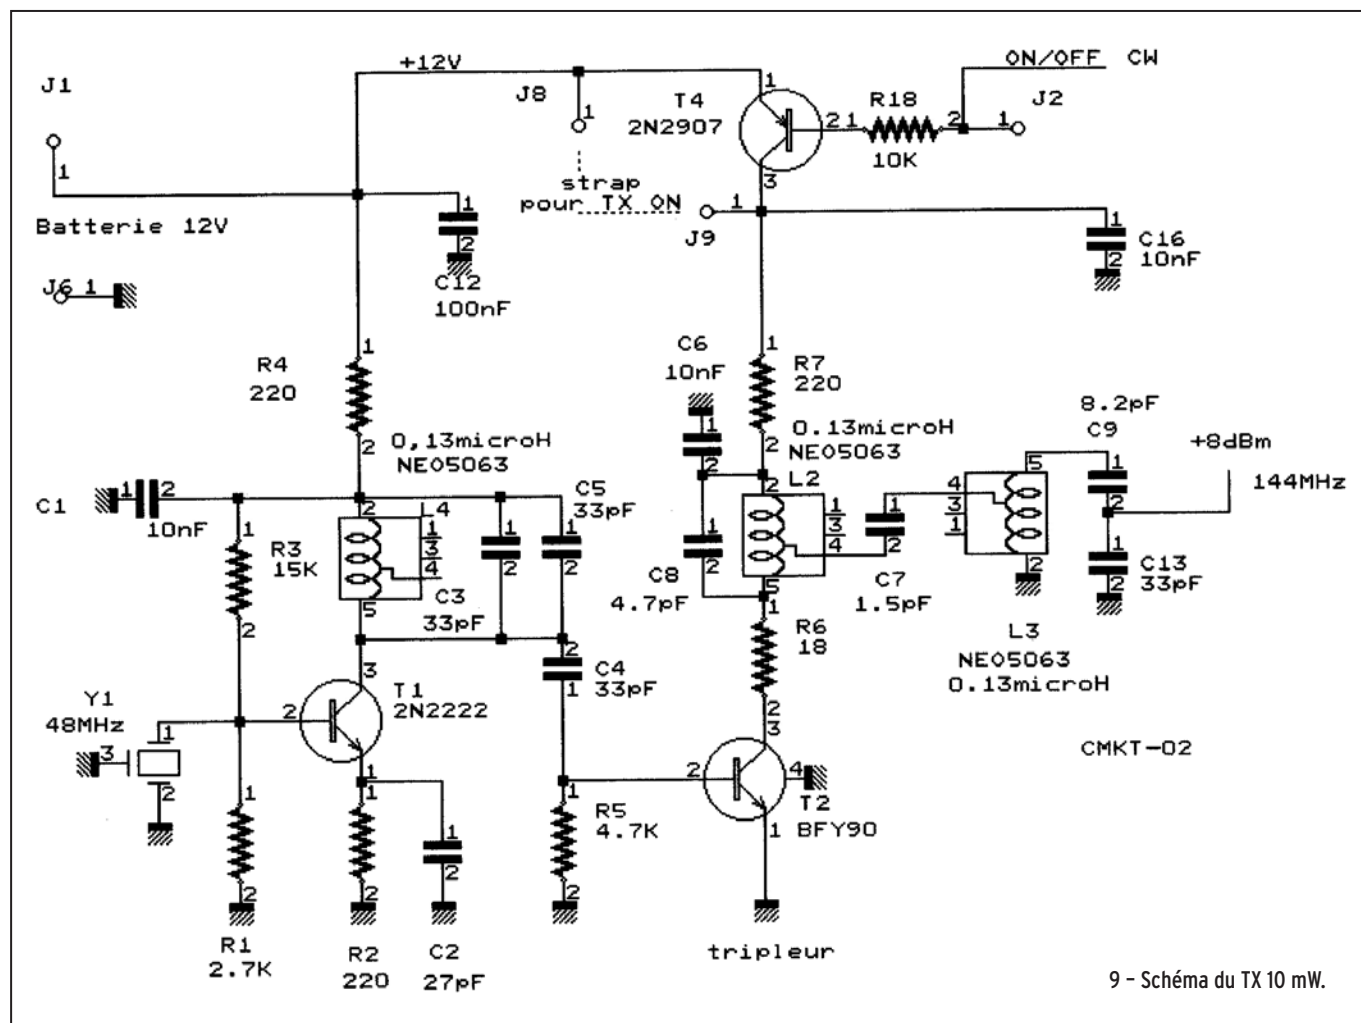 +12V
ON/OFF CW
J1
J8
1
1
T4
2N2907
R18
J2
1
2
1
2
1
10K
3
1
strap
pour TX ON
1
J9
Batterie 12V
1
2
C12
100nF
1
2
C16
10nF
J6 1
R4
220
1
2
C6
10nF
1
2
1
R7
220
2
0,13microH
NE05063
0.13microH
NE05063
L2
8.2pF
C9
+8dBm
144MHz
C1
1
2
10nF
C5
33pF
2
4
1
3
4
5
1
2
1
2
C3
33pF
R3
15K
1
2
C8
4.7pF
1
2
2
1
3
4
5
1
2
C7
1.5pF
4
3
1
5
2
1
2
1
2
C13
33pF
L3
NE05063
0.13microH
R6
18
1
2
C4
33pF
2
1
Y1
48MHz
1
3
2
T1
2N2222
2
3
1
CMKT-02
1
2
R1
2.7K
1
2
R2
220
1
2
C2
27pF
1
2
R5
4.7K
2
3
4
1
T2
BFY90
tripleur
9 – Schéma du TX 10 mW.